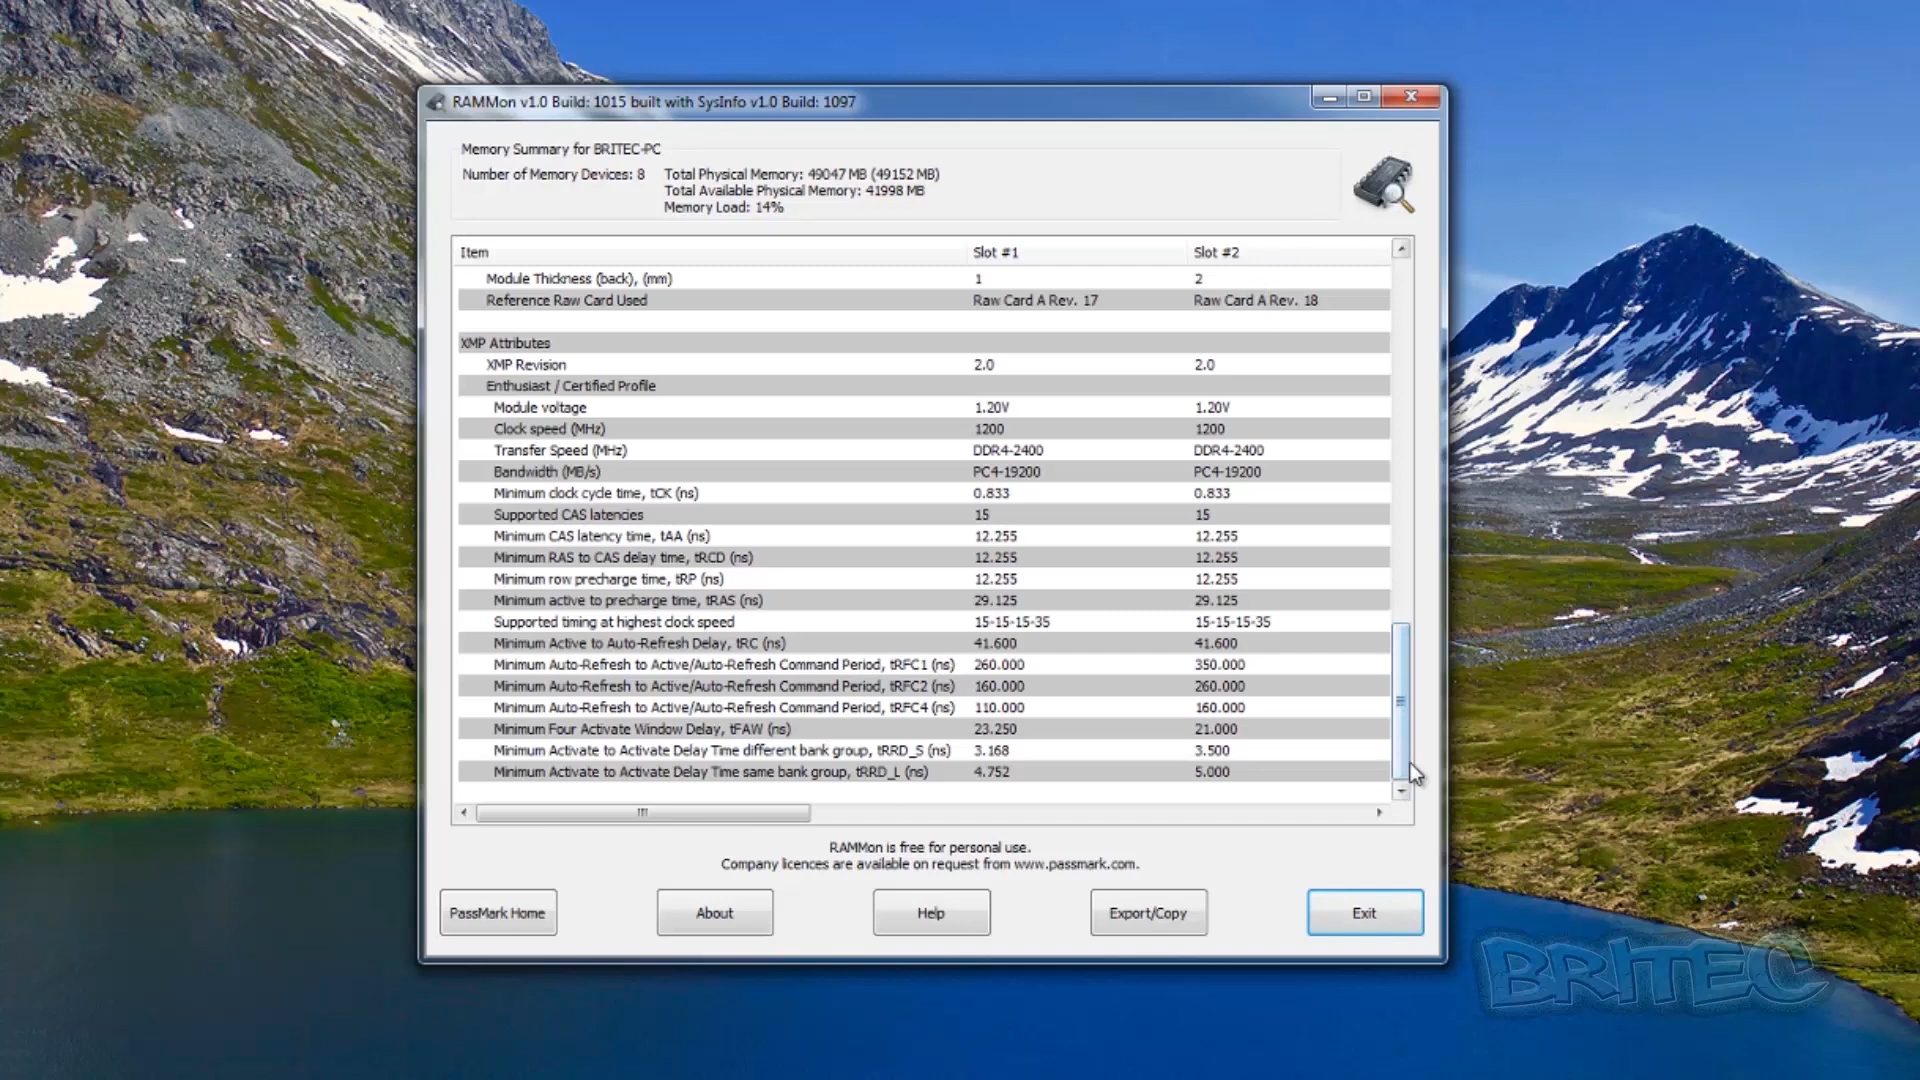 RAMMon v1.0 Build: 1015 built with SysInfo v1.0 Build: 1097
Memory Summary for BRITEC-PC
Number of Memory Devices: 8 Total Physical Memory: 49047 MB (49152 MB)
Total Available Physical Memory: 41998 MB
Memory Load: 14%
Item Slot #1 Slot #2
Module Thickness (back), (mm) 1 2
Reference Raw Card Used Raw Card A Rev. 17 Raw Card A Rev. 18
XMP Attributes
XMP Revision 2.0 2.0
Enthusiast / Certified Profile
Module voltage 1.20V 1.20V
Clock speed (MHz) 1200 1200
Transfer Speed (MHz) DDR4-2400 DDR4-2400
Bandwidth (MB/s) PC4-19200 PC4-19200
Minimum clock cycle time, tCK (ns) 0.833 0.833
Supported CAS latencies 15 15
Minimum CAS latency time, tAA (ns) 12.255 12.255
Minimum RAS to CAS delay time, tRCD (ns) 12.255 12.255
Minimum row precharge time, tRP (ns) 12.255 12.255
Minimum active to precharge time, tRAS (ns) 29.125 29.125
Supported timing at highest clock speed 15-15-15-35 15-15-15-35
Minimum Active to Auto-Refresh Delay, tRC (ns) 41.600 41.600
Minimum Auto-Refresh to Active/Auto-Refresh Command Period, tRFC1 (ns) 260.000 350.000
Minimum Auto-Refresh to Active/Auto-Refresh Command Period, tRFC2 (ns) 160.000 260.000
Minimum Auto-Refresh to Active/Auto-Refresh Command Period, tRFC4 (ns) 110.000 160.000
Minimum Four Activate Window Delay, tFAW (ns) 23.250 21.000
Minimum Activate to Activate Delay Time different bank group, tRRD_S (ns) 3.168 3.500
Minimum Activate to Activate Delay Time same bank group, tRRD_L (ns) 4.752 5.000
RAMMon is free for personal use.
Company licences are available on request from www.passmark.com.
PassMark Home About Help Export/Copy Exit
BRITEC